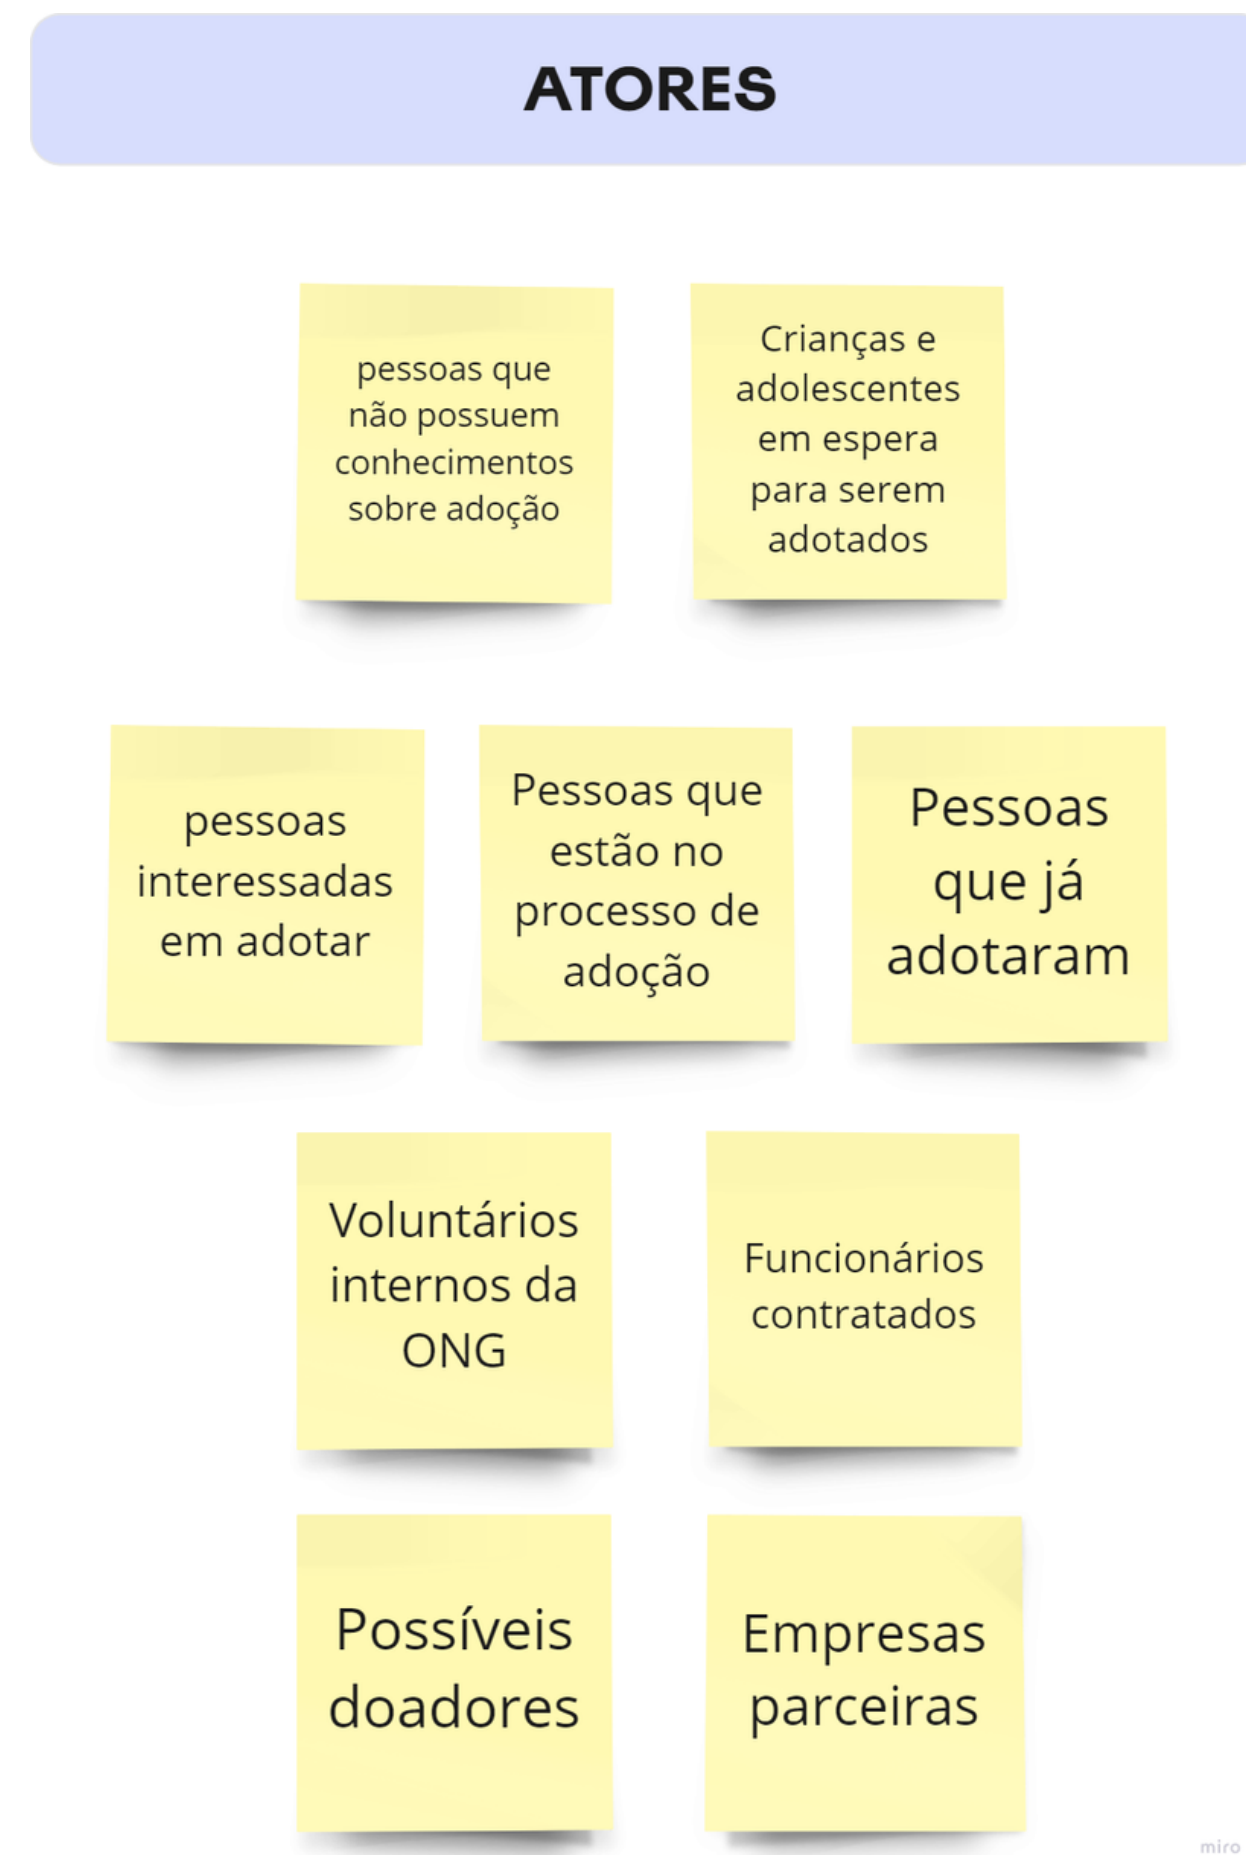 ATORES
pessoas que
não possuem
conhecimentos
sobre adoção
Crianças e
adolescentes
em espera
para serem
adotados
pessoas
interessadas
em adotar
Pessoas que
estão no
processo de
adoção
Pessoas
que já
adotaram
Voluntários
internos da
ONG
Funcionários
contratados
Possíveis
doadores
Empresas
parceiras
miro